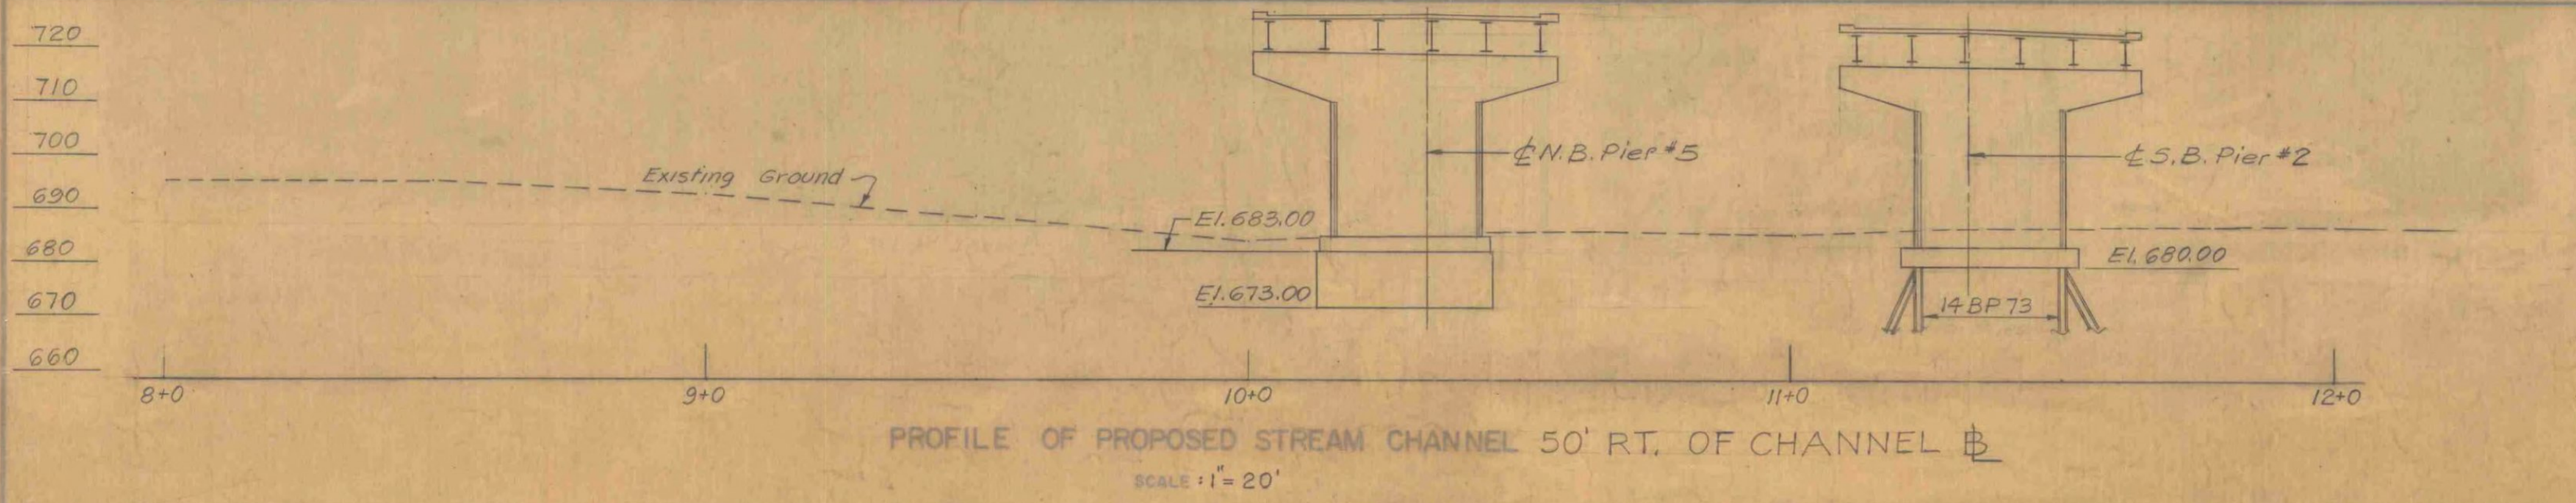 720
710
700
690
680
670
660
Existing Ground
El. 683.00
El. 673.00
℄ N.B. Pier #5
℄ S.B. Pier #2
El. 680.00
14 BP 73
8+0 9+0 10+0 11+0 12+0
PROFILE OF PROPOSED STREAM CHANNEL 50' RT. OF CHANNEL BL
SCALE : 1" = 20'